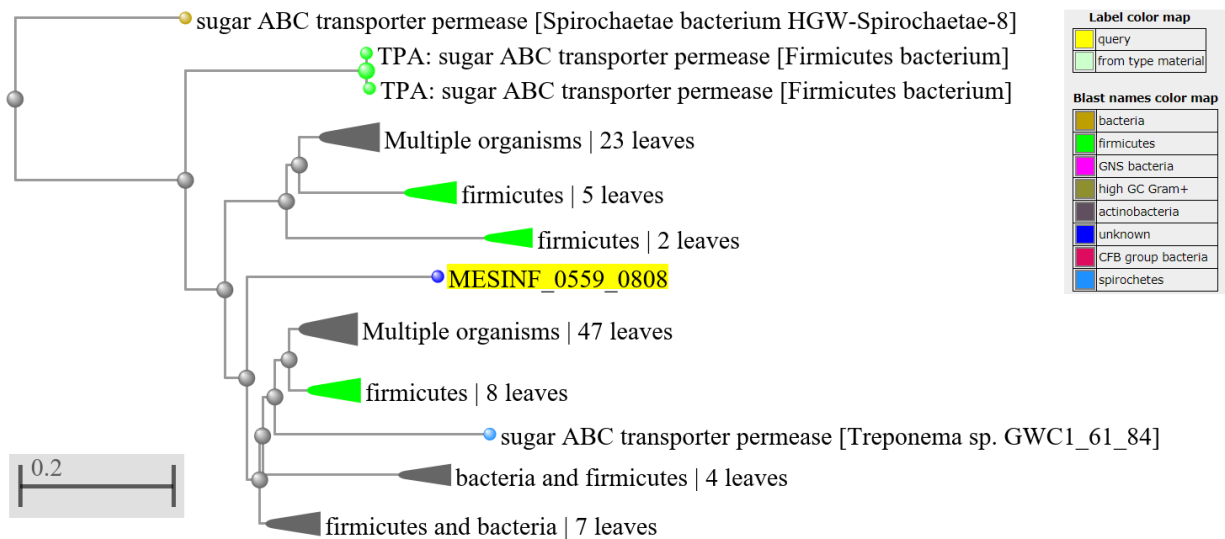 sugar ABC transporter permease [Spirochaetae bacterium HGW-Spirochaetae-8]
TPA: sugar ABC transporter permease [Firmicutes bacterium]
TPA: sugar ABC transporter permease [Firmicutes bacterium]
Multiple organisms | 23 leaves
firmicutes | 5 leaves
firmicutes | 2 leaves
MESINF_0559_0808
Multiple organisms | 47 leaves
firmicutes | 8 leaves
sugar ABC transporter permease [Treponema sp. GWC1_61_84]
bacteria and firmicutes | 4 leaves
firmicutes and bacteria | 7 leaves
0.2
Label color map
query
from type material
Blast names color map
bacteria
firmicutes
GNS bacteria
high GC Gram+
actinobacteria
unknown
CFB group bacteria
spirochetes